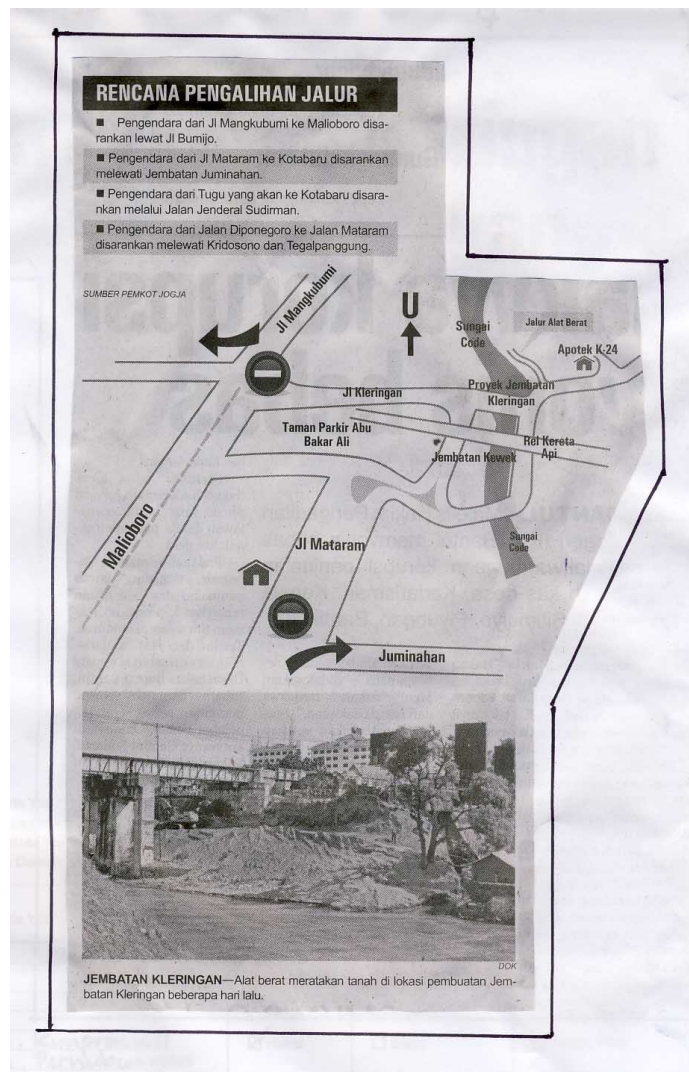 RENCANA PENGALIHAN JALUR
■ Pengendara dari Jl Mangkubumi ke Malioboro disa-
rankan lewat Jl Bumijo.
■ Pengendara dari Jl Mataram ke Kotabaru disarankan
melewati Jembatan Juminahan.
■ Pengendara dari Tugu yang akan ke Kotabaru disara-
nkan melalui Jalan Jenderal Sudirman.
■ Pengendara dari Jalan Diponegoro ke Jalan Mataram
disarankan melewati Kridosono dan Tegalpanggung.
SUMBER PEMKOT JOGJA
Jl Mangkubumi
U
Sungai
Code
Jalur Alat Berat
Apotek K-24
Jl Kleringan
Proyek Jembatan
Kleringan
Taman Parkir Abu
Bakar Ali
Rel Kereta
Api
Jembatan Kewek
Malioboro
Jl Mataram
Sungai
Code
Juminahan
DOK
JEMBATAN KLERINGAN—Alat berat meratakan tanah di lokasi pembuatan Jem-
batan Kleringan beberapa hari lalu.